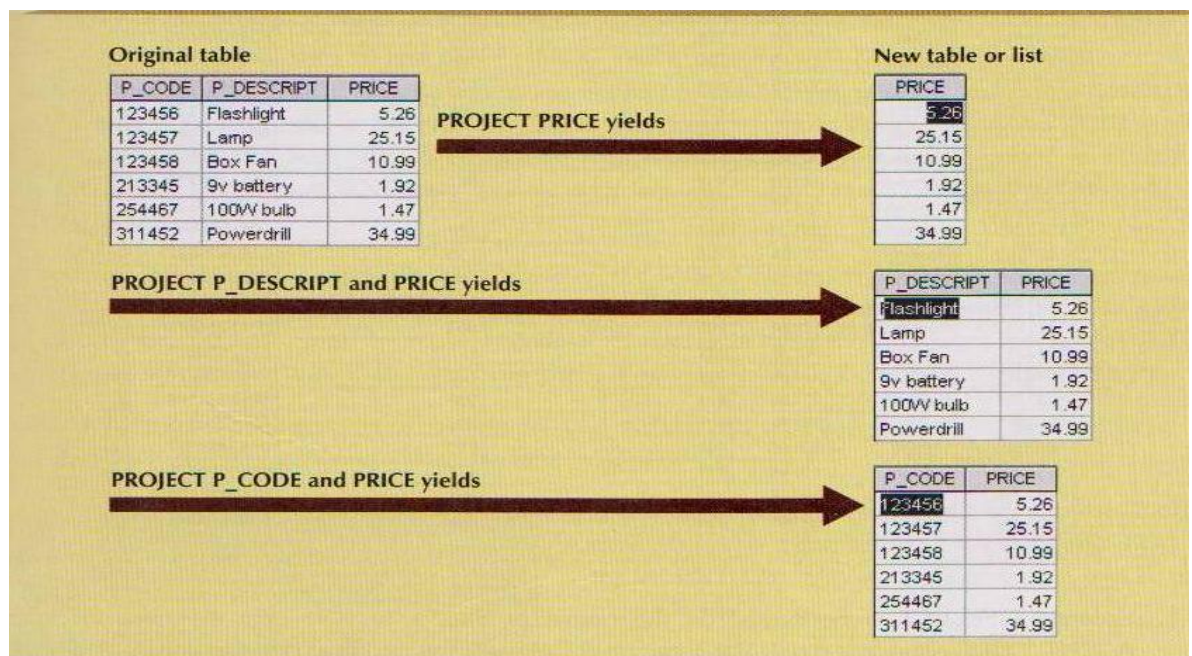 Original table
New table or list
P_CODE P_DESCRIPT PRICE
123456 Flashlight 5.26
123457 Lamp 25.15
123458 Box Fan 10.99
213345 9v battery 1.92
254467 100W bulb 1.47
311452 Powerdrill 34.99
PROJECT PRICE yields
PRICE
5.26
25.15
10.99
1.92
1.47
34.99
PROJECT P_DESCRIPT and PRICE yields
P_DESCRIPT PRICE
Flashlight 5.26
Lamp 25.15
Box Fan 10.99
9v battery 1.92
100W bulb 1.47
Powerdrill 34.99
PROJECT P_CODE and PRICE yields
P_CODE PRICE
123456 5.26
123457 25.15
123458 10.99
213345 1.92
254467 1.47
311452 34.99